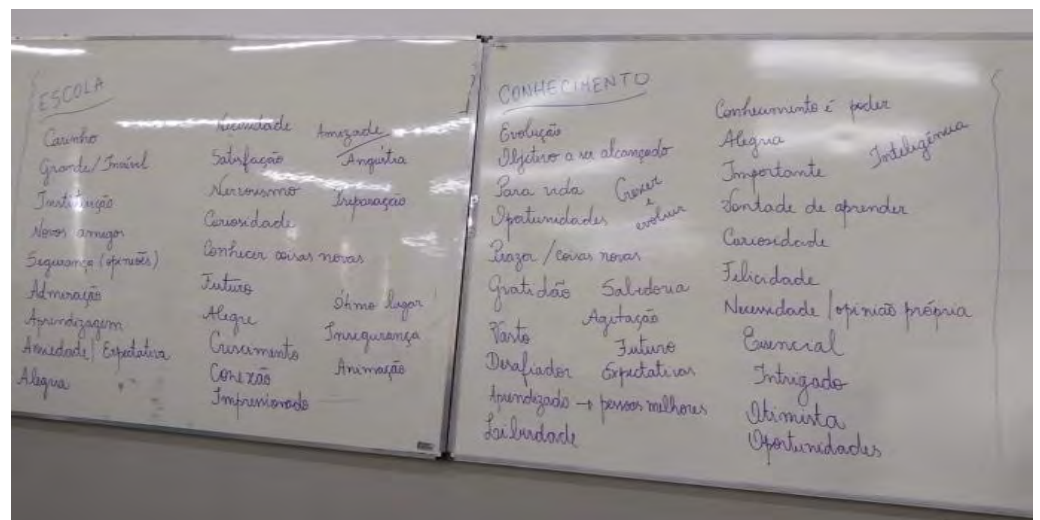 ESCOLA
Carinho
Grande/Incrível
Instituição
Novos amigos
Segurança (opiniões)
Admiração
Aprendizagem
Ansiedade/Expectativa
Alegria
Necessidade
Satisfação
Nervosismo
Curiosidade
Conhecer coisas novas
Futuro
Alegre
Crescimento
Conexão
Impressionado
Amizade
Angústia
Preparação
Ótimo lugar
Insegurança
Animação
CONHECIMENTO
Evolução
Objetivo a ser alcançado
Para vida
Oportunidades
Crescer
e
evoluir
Prazer/coisas novas
Gratidão Sabedoria
Agitação
Vasto
Futuro
Desafiador Expectativas
Aprendizado → pessoas melhores
Liberdade
Conhecimento é poder
Alegria
Inteligência
Importante
Vontade de aprender
Curiosidade
Felicidade
Necessidade/opinião própria
Essencial
Intrigado
Otimista
Oportunidades